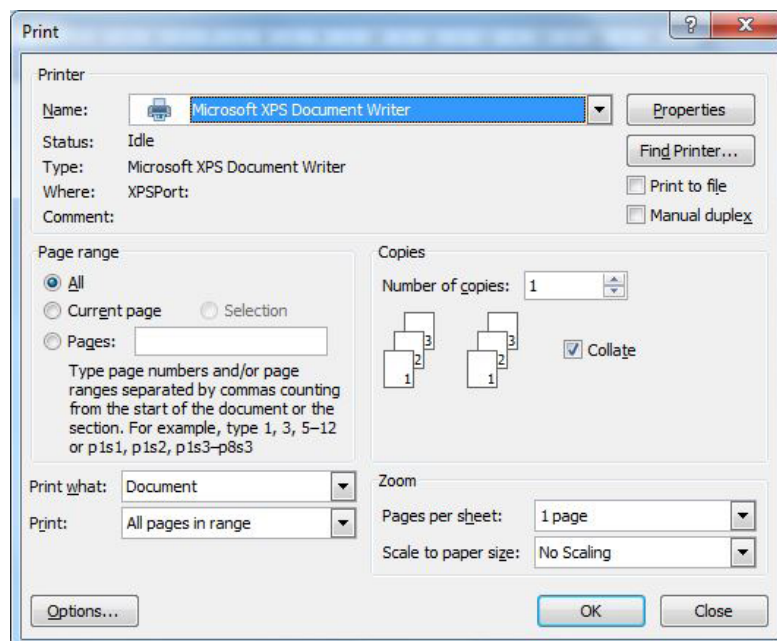 Print
?
X
Printer
Name: Microsoft XPS Document Writer Properties
Status: Idle
Find Printer...
Type: Microsoft XPS Document Writer
Where: XPSPort: Print to file
Comment: Manual duplex
Page range
All
Current page Selection
Pages:
Type page numbers and/or page
ranges separated by commas counting
from the start of the document or the
section. For example, type 1, 3, 5–12
or p1s1, p1s2, p1s3–p8s3
Copies
Number of copies: 1
3 3
2 2
1 1
Collate
Print what: Document
Print: All pages in range
Zoom
Pages per sheet: 1 page
Scale to paper size: No Scaling
Options... OK Close